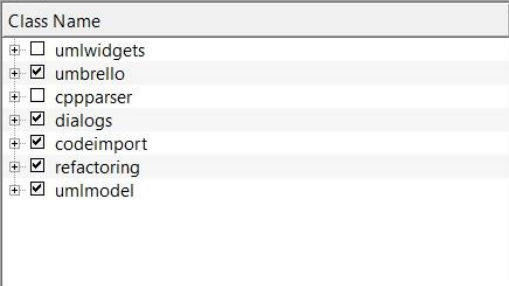 Class Name
umlwidgets
umbrello
cppparser
dialogs
codeimport
refactoring
umlmodel